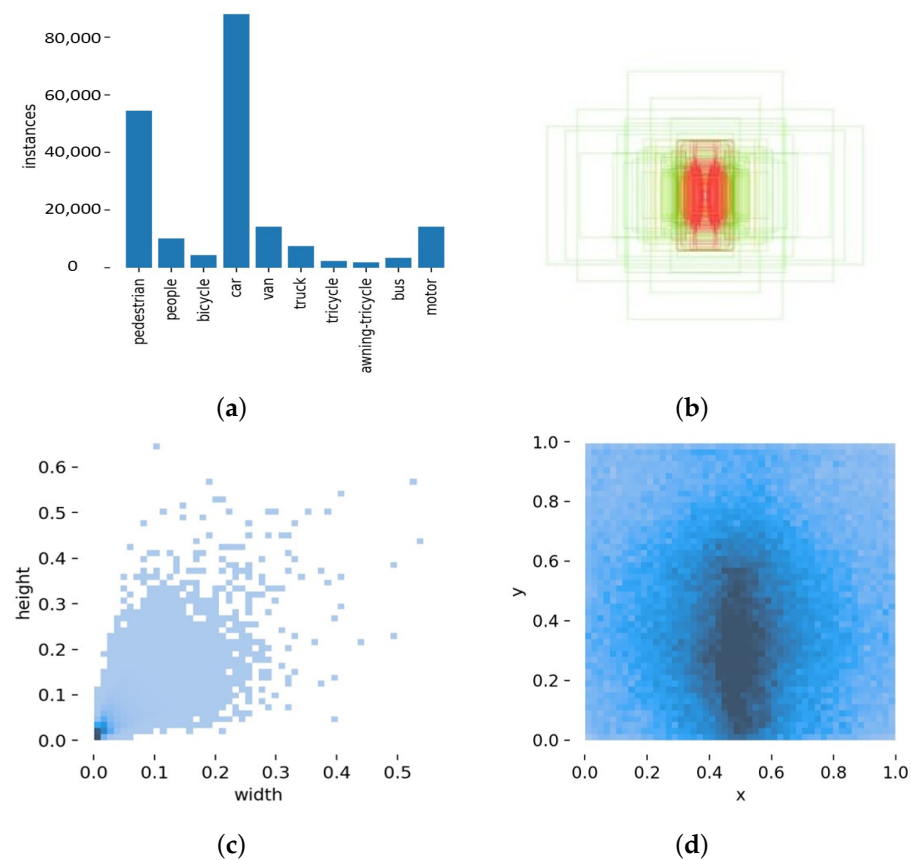 80,000
60,000
40,000
20,000
0
instances
pedestrian
people
bicycle
car
van
truck
tricycle
awning-tricycle
bus
motor
(a)
(b)
0.6
0.5
0.4
0.3
0.2
0.1
0.0
height
0.0 0.1 0.2 0.3 0.4 0.5
width
(c)
1.0
0.8
0.6
0.4
0.2
0.0
y
0.0 0.2 0.4 0.6 0.8 1.0
x
(d)